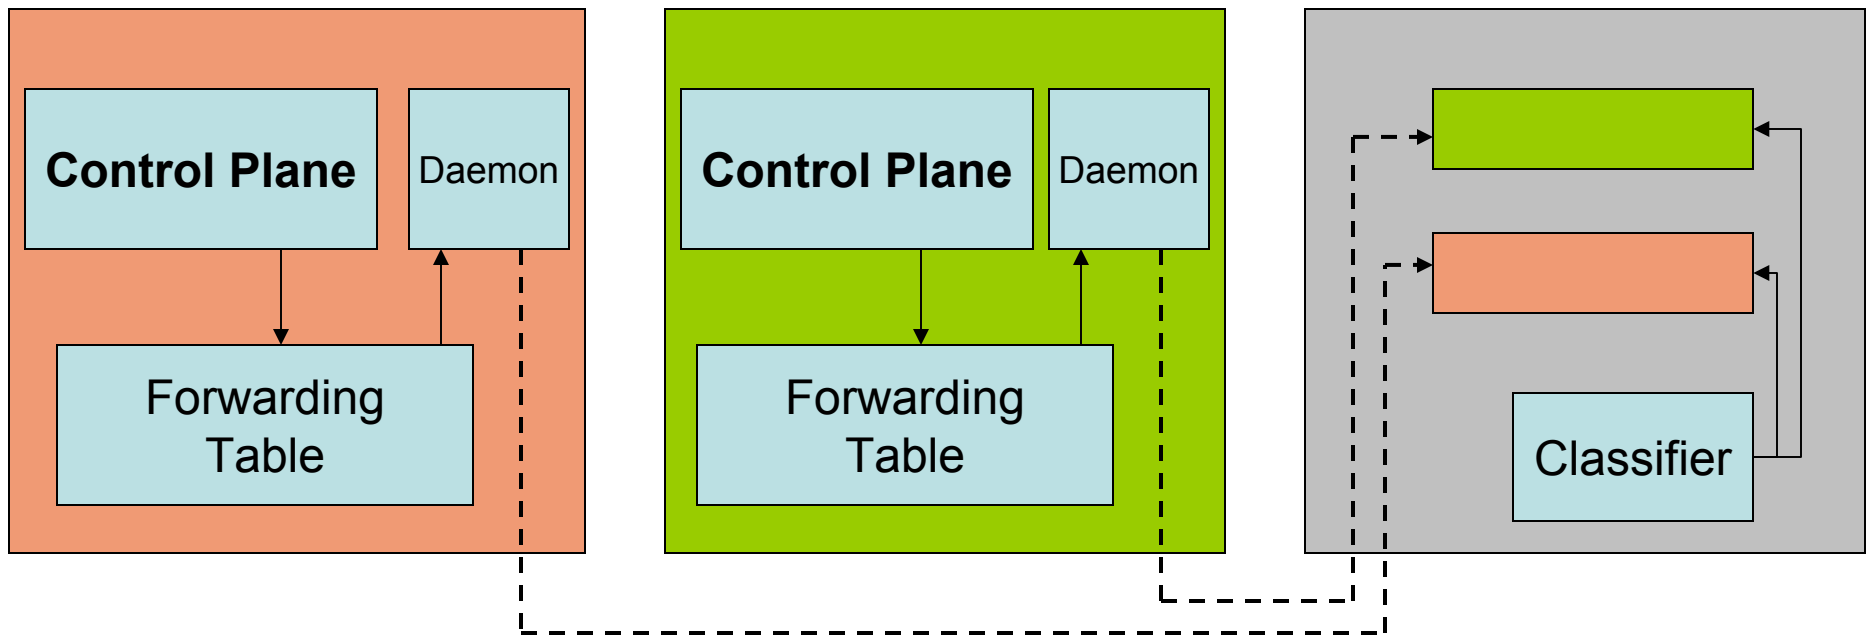 Control Plane
Daemon
Forwarding
Table
Control Plane
Daemon
Forwarding
Table
Classifier